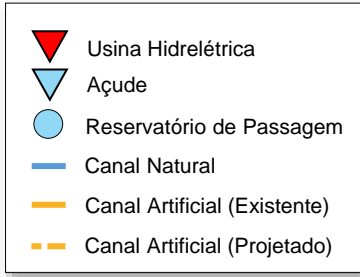 Usina Hidrelétrica
Açude
Reservatório de Passagem
Canal Natural
Canal Artificial (Existente)
Canal Artificial (Projetado)